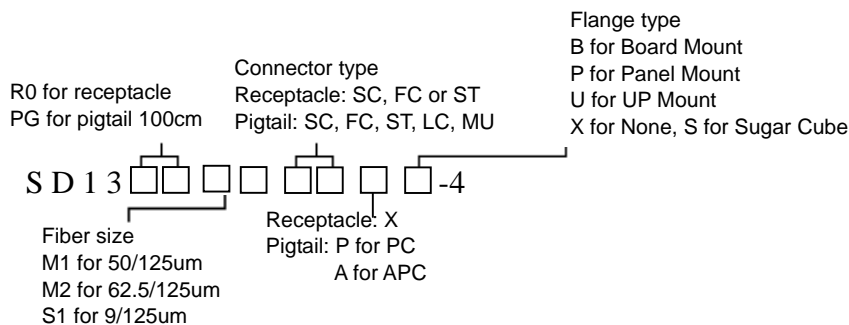 Flange type
B for Board Mount
P for Panel Mount
U for UP Mount
X for None, S for Sugar Cube
Connector type
Receptacle: SC, FC or ST
Pigtail: SC, FC, ST, LC, MU
R0 for receptacle
PG for pigtail 100cm
SD13□□ □□ □□ □ □-4
Receptacle: X
Pigtail: P for PC
A for APC
Fiber size
M1 for 50/125um
M2 for 62.5/125um
S1 for 9/125um